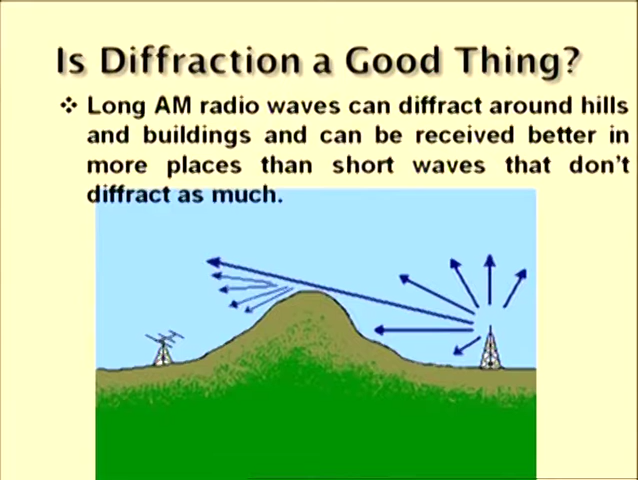 Is Diffraction a Good Thing?
❖ Long AM radio waves can diffract around hills
and buildings and can be received better in
more places than short waves that don't
diffract as much.